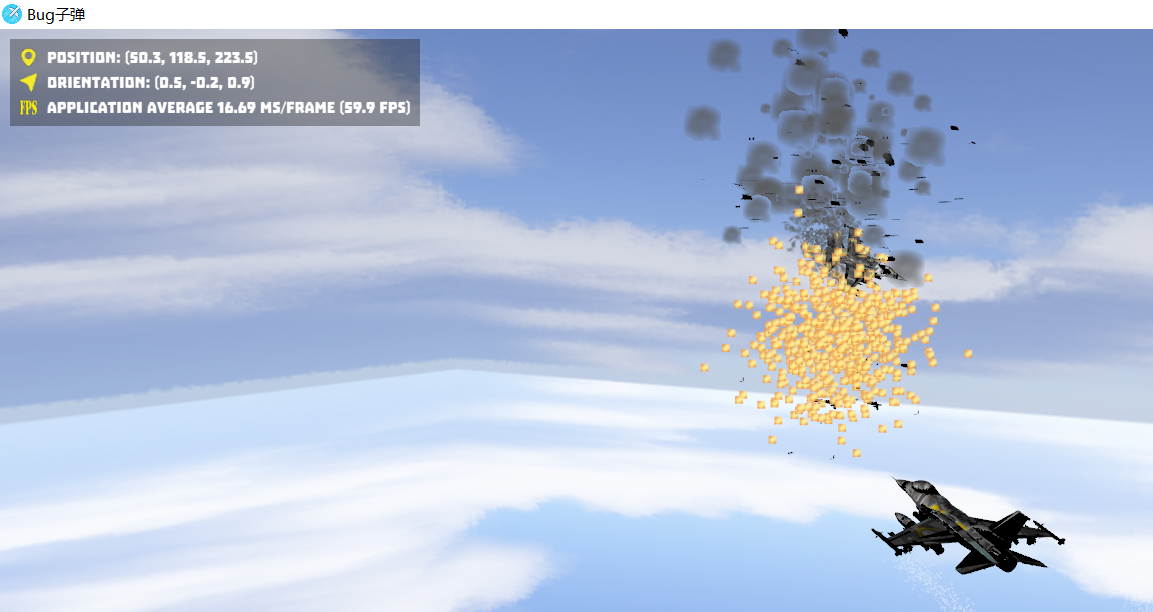 Bug子弹
POSITION: (50.3, 118.5, 223.5)
ORIENTATION: (0.5, -0.2, 0.9)
FPS APPLICATION AVERAGE 16.69 MS/FRAME (59.9 FPS)